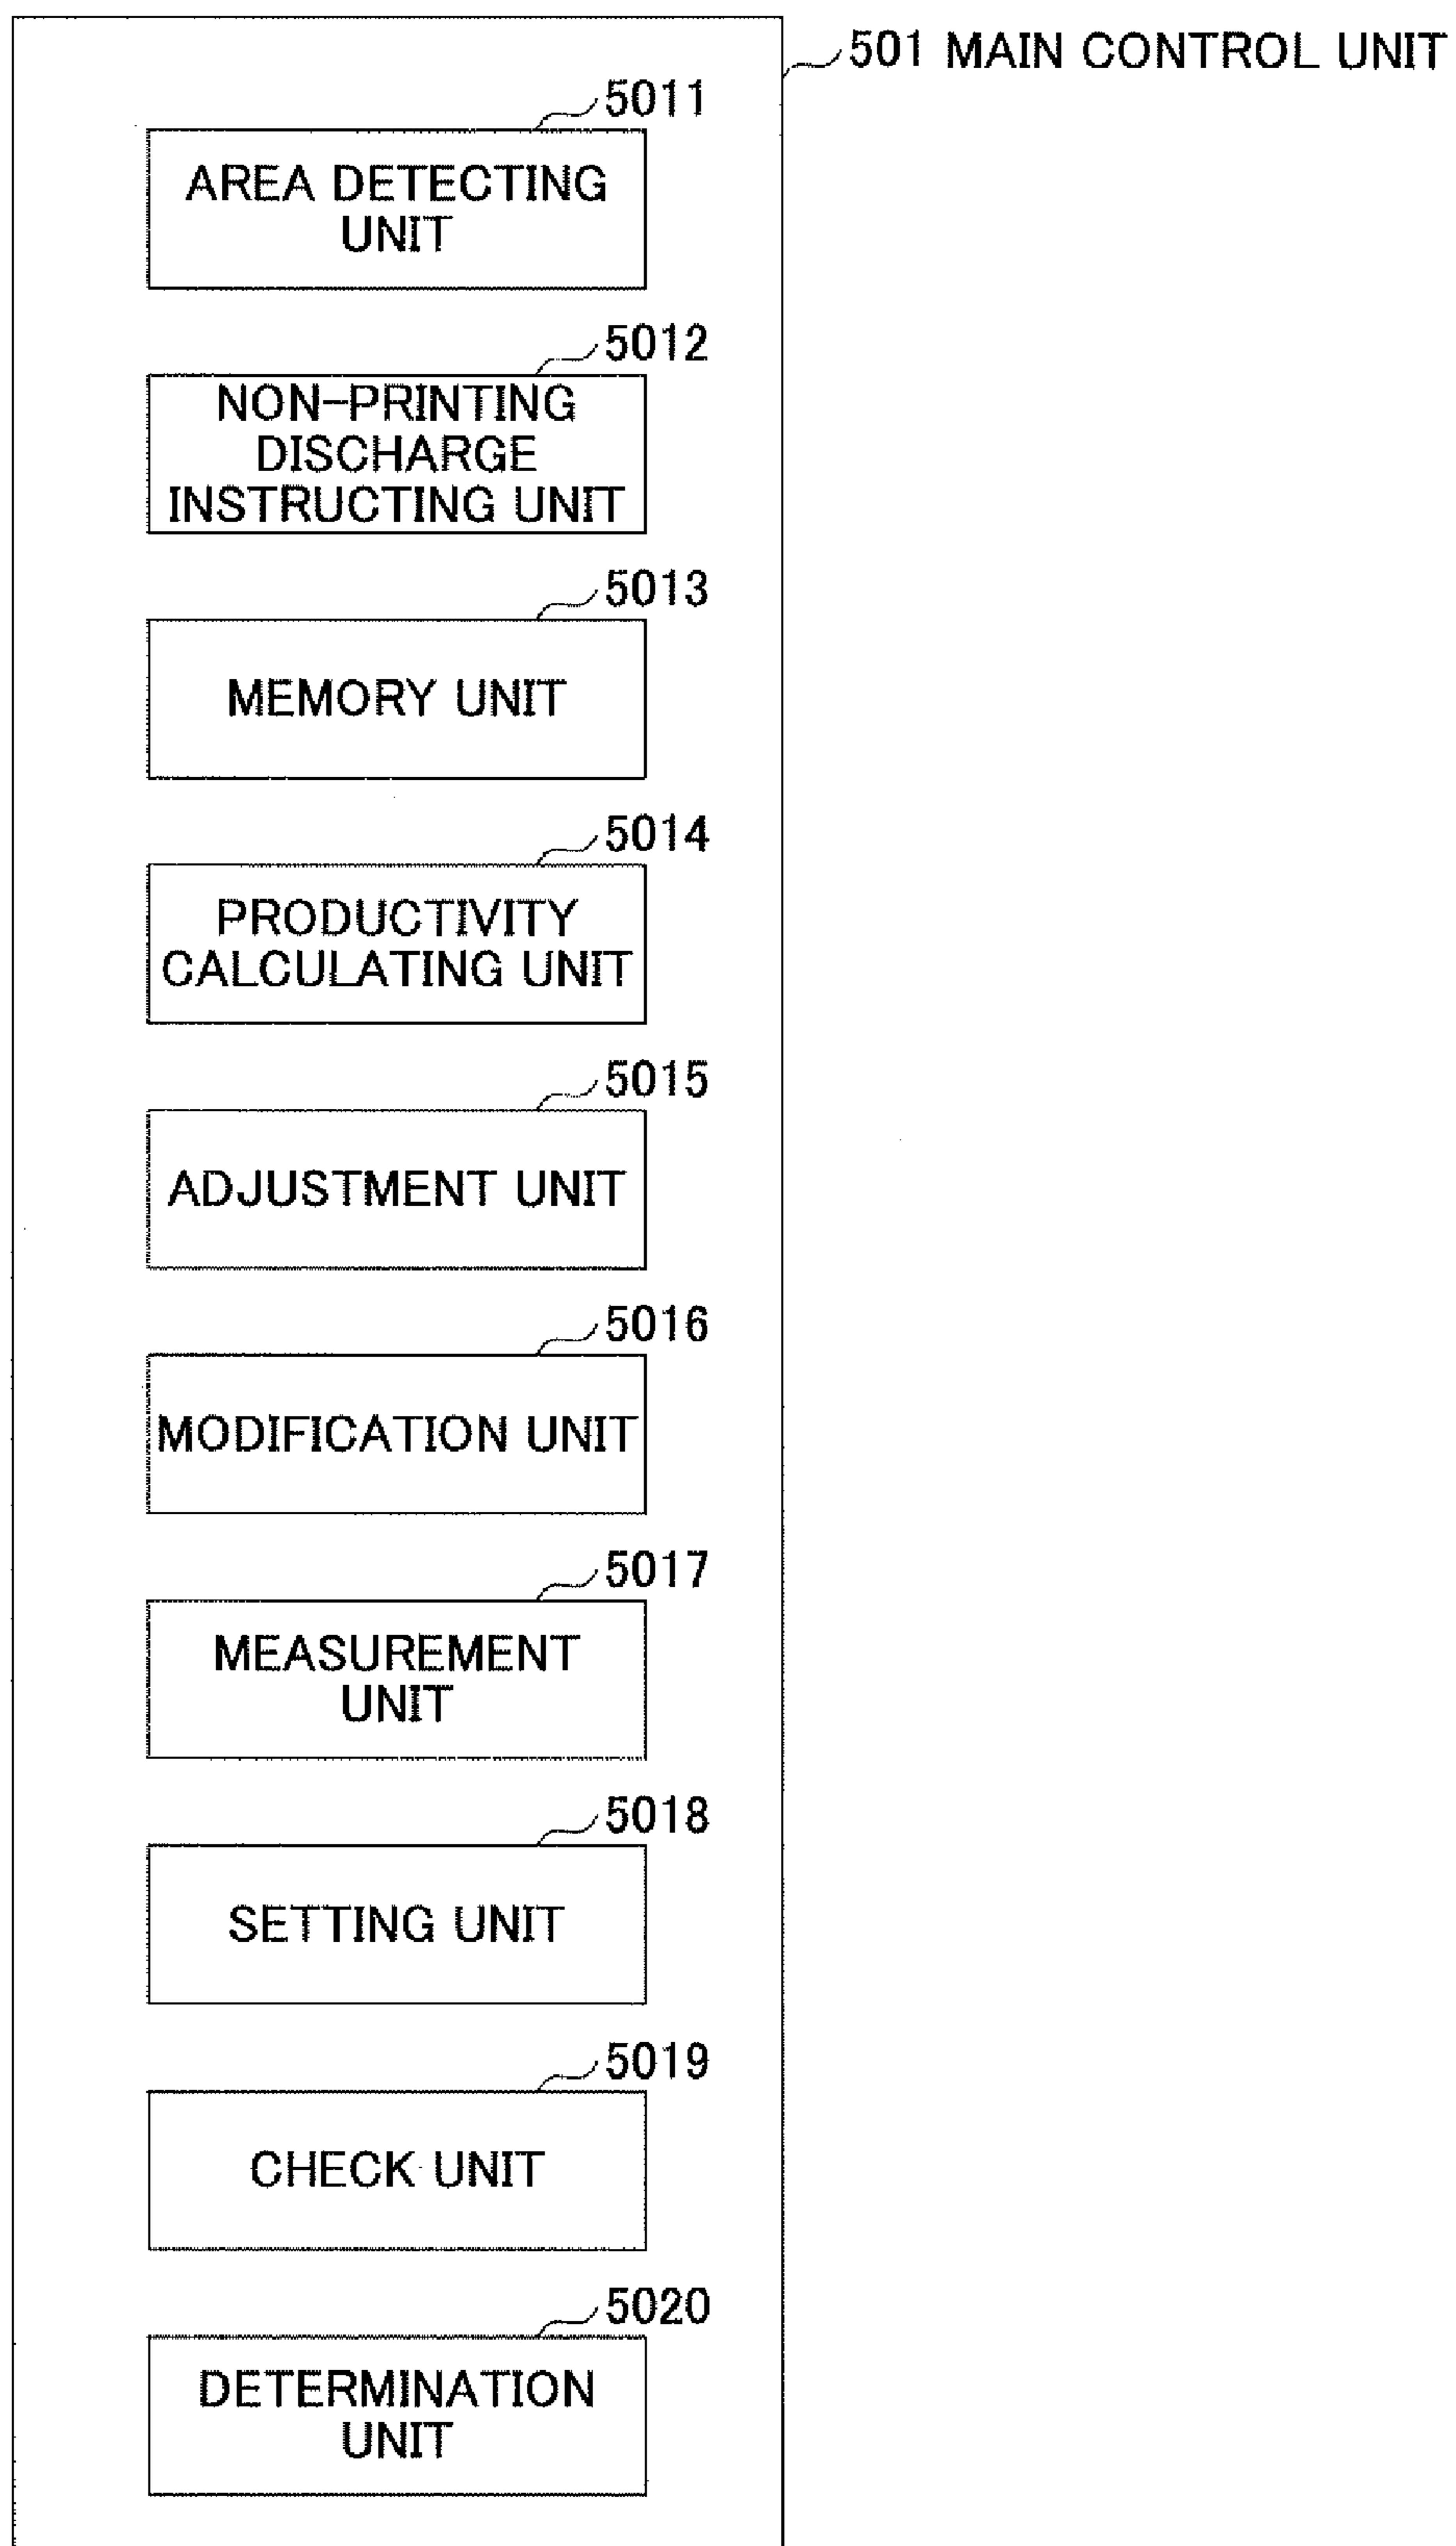 501 MAIN CONTROL UNIT
5011
AREA DETECTING
UNIT
5012
NON-PRINTING
DISCHARGE
INSTRUCTING UNIT
5013
MEMORY UNIT
5014
PRODUCTIVITY
CALCULATING UNIT
5015
ADJUSTMENT UNIT
5016
MODIFICATION UNIT
5017
MEASUREMENT
UNIT
5018
SETTING UNIT
5019
CHECK UNIT
5020
DETERMINATION
UNIT